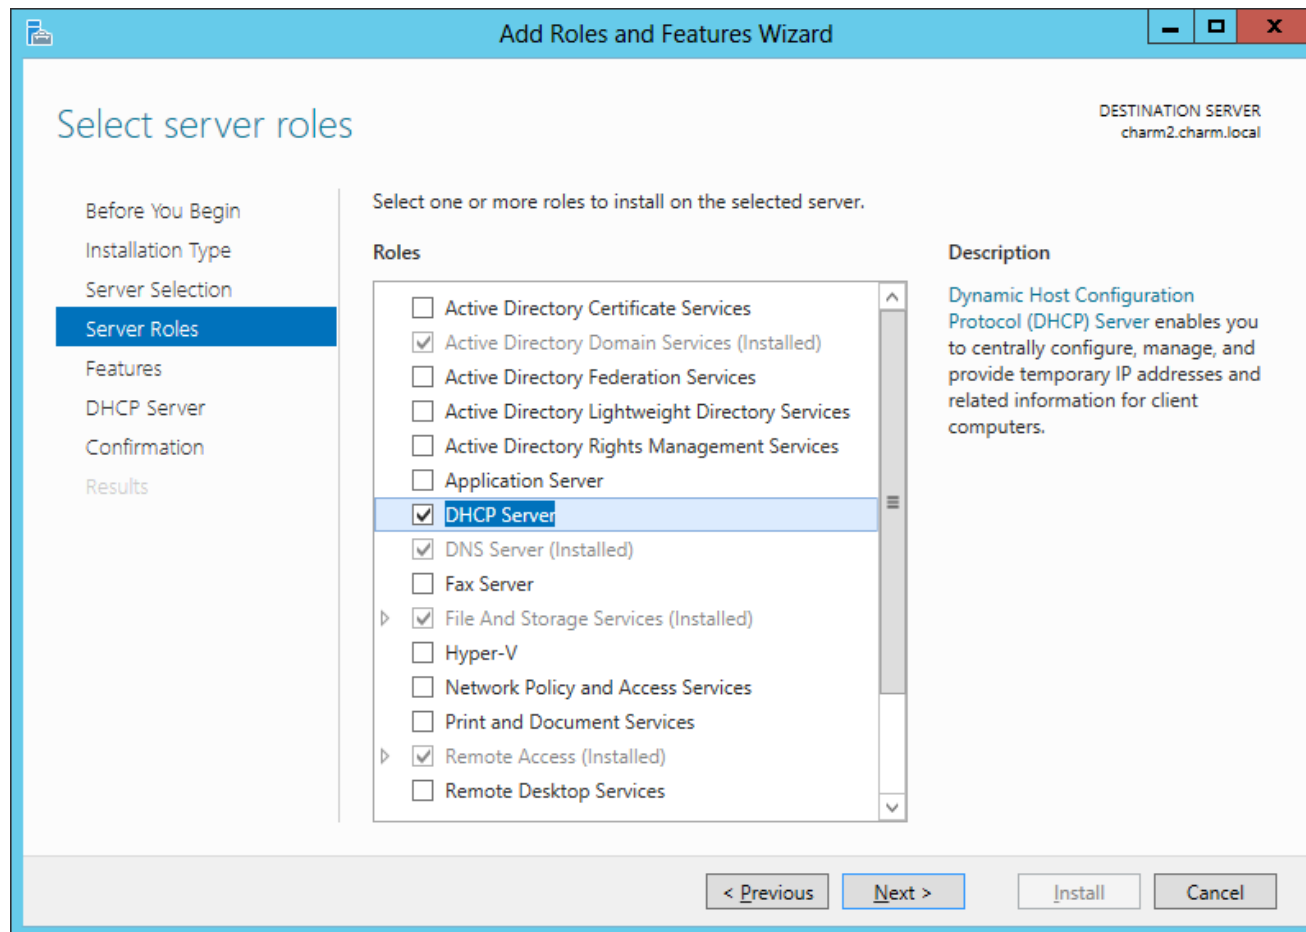 Add Roles and Features Wizard
Select server roles
DESTINATION SERVER
charm2.charm.local
Before You Begin
Installation Type
Server Selection
Server Roles
Features
DHCP Server
Confirmation
Results
Select one or more roles to install on the selected server.
Roles
Active Directory Certificate Services
Active Directory Domain Services (Installed)
Active Directory Federation Services
Active Directory Lightweight Directory Services
Active Directory Rights Management Services
Application Server
DHCP Server
DNS Server (Installed)
Fax Server
File And Storage Services (Installed)
Hyper-V
Network Policy and Access Services
Print and Document Services
Remote Access (Installed)
Remote Desktop Services
Description
Dynamic Host Configuration
Protocol (DHCP) Server enables you
to centrally configure, manage, and
provide temporary IP addresses and
related information for client
computers.
< Previous
Next >
Install
Cancel